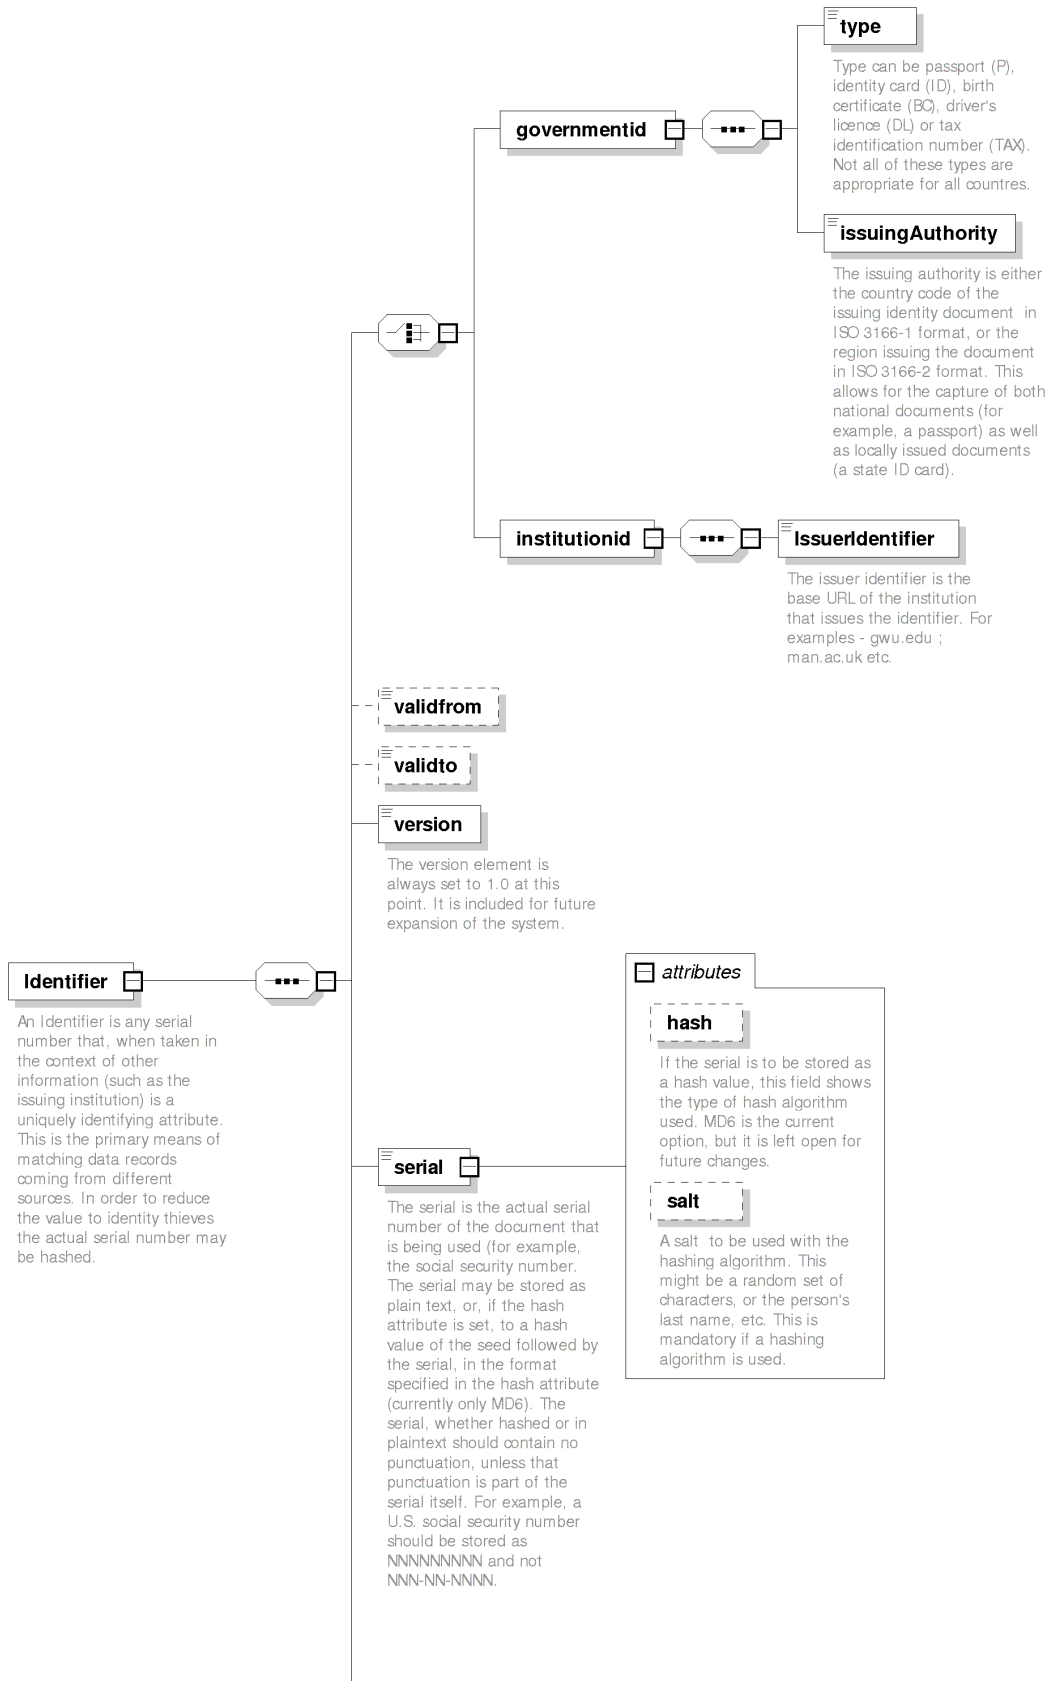 type
Type can be passport (P),
identity card (ID), birth
certificate (BC), driver's
licence (DL) or tax
identification number (TAX).
Not all of these types are
appropriate for all countres.
governmentid
issuingAuthority
The issuing authority is either
the country code of the
issuing identity document in
ISO 3166-1 format, or the
region issuing the document
in ISO 3166-2 format. This
allows for the capture of both
national documents (for
example, a passport) as well
as locally issued documents
(a state ID card).
institutionid
IssuerIdentifier
The issuer identifier is the
base URL of the institution
that issues the identifier. For
examples - gwu.edu ;
man.ac.uk etc.
validfrom
validto
version
The version element is
always set to 1.0 at this
point. It is included for future
expansion of the system.
Identifier
An Identifier is any serial
number that, when taken in
the context of other
information (such as the
issuing institution) is a
uniquely identifying attribute.
This is the primary means of
matching data records
coming from different
sources. In order to reduce
the value to identity thieves
the actual serial number may
be hashed.
attributes
hash
If the serial is to be stored as
a hash value, this field shows
the type of hash algorithm
used. MD6 is the current
option, but it is left open for
future changes.
salt
A salt to be used with the
hashing algorithm. This
might be a random set of
characters, or the person's
last name, etc. This is
mandatory if a hashing
algorithm is used.
serial
The serial is the actual serial
number of the document that
is being used (for example,
the social security number.
The serial may be stored as
plain text, or, if the hash
attribute is set, to a hash
value of the seed followed by
the serial, in the format
specified in the hash attribute
(currently only MD6). The
serial, whether hashed or in
plaintext should contain no
punctuation, unless that
punctuation is part of the
serial itself. For example, a
U.S. social security number
should be stored as
NNNNNNNNN and not
NNN-NN-NNNN.